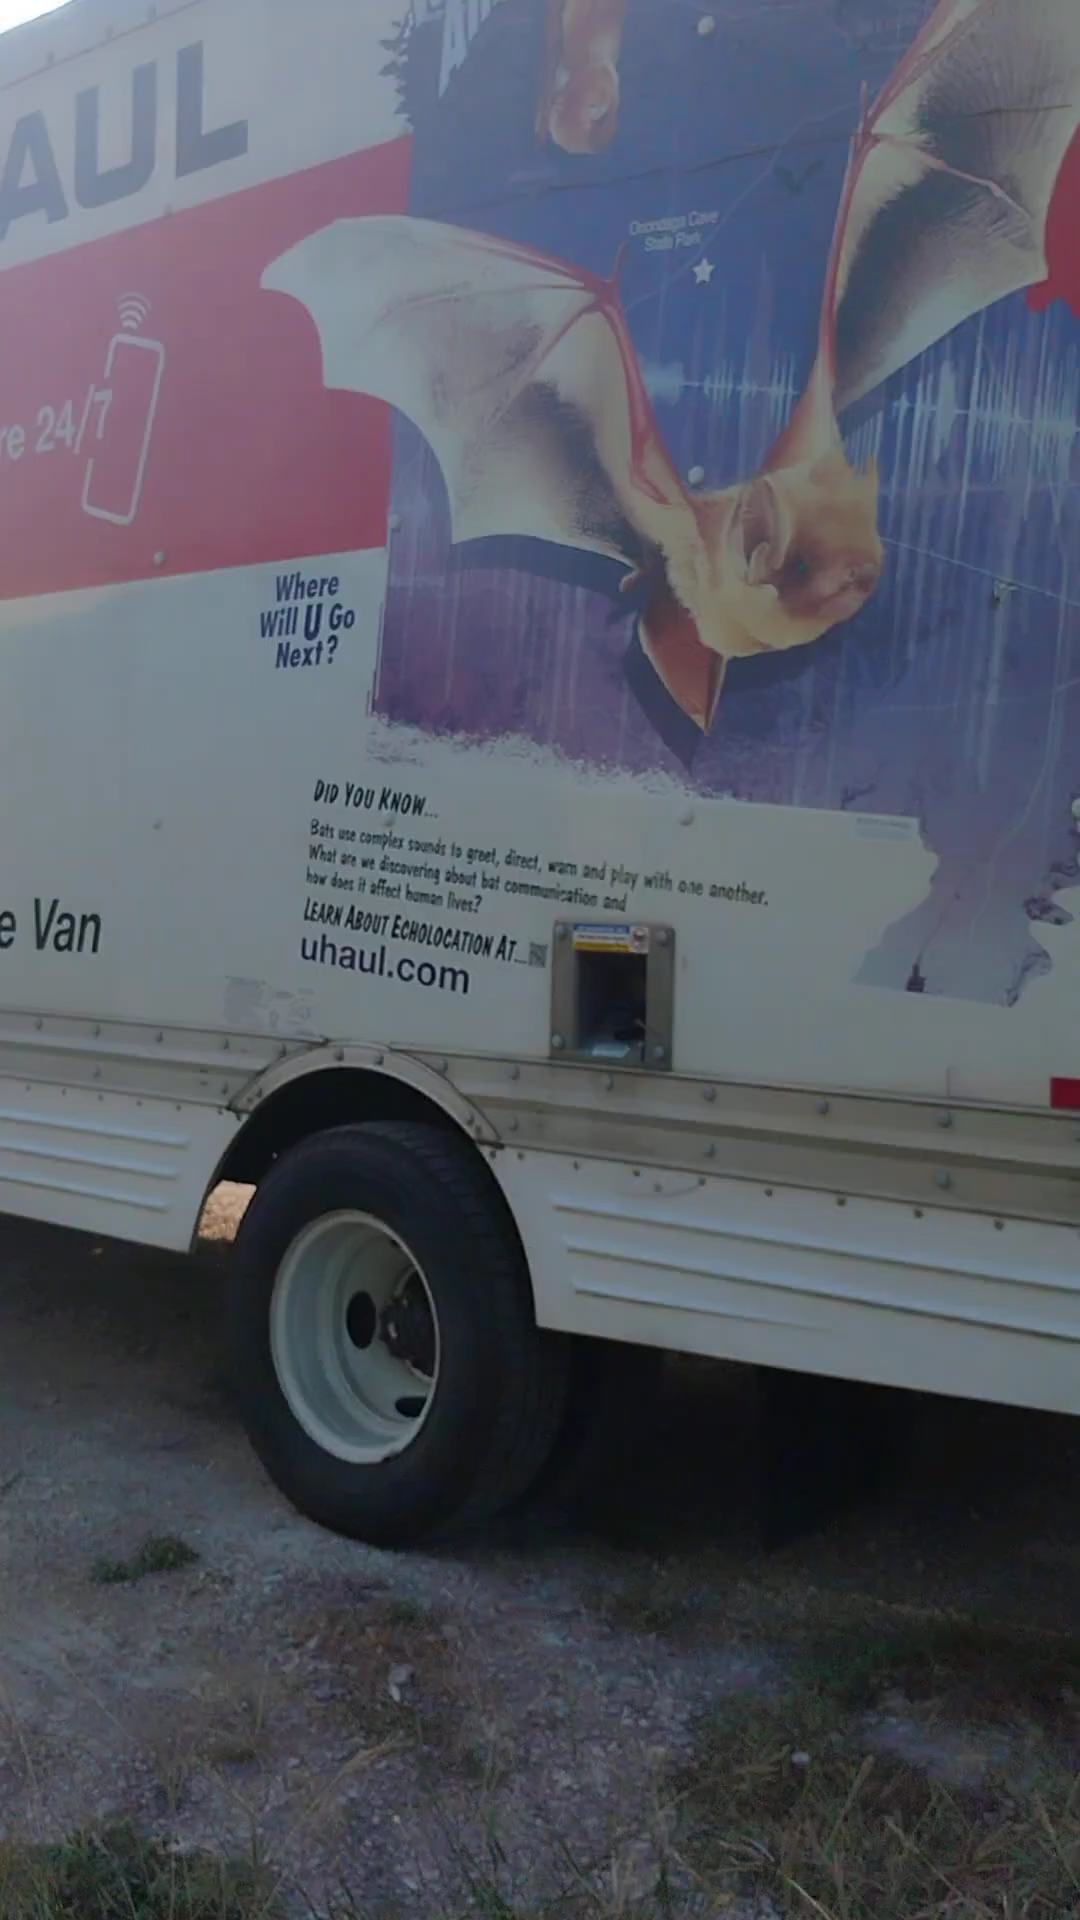 AUL
Onondaga Cave
State Park
re 24/7
Where
Will U Go
Next?
DID YOU KNOW...
Bats use complex sounds to greet, direct, warn and play with one another.
What are we discovering about bat communication and
how does it affect human lives?
LEARN ABOUT ECHOLOCATION AT...
uhaul.com
e Van